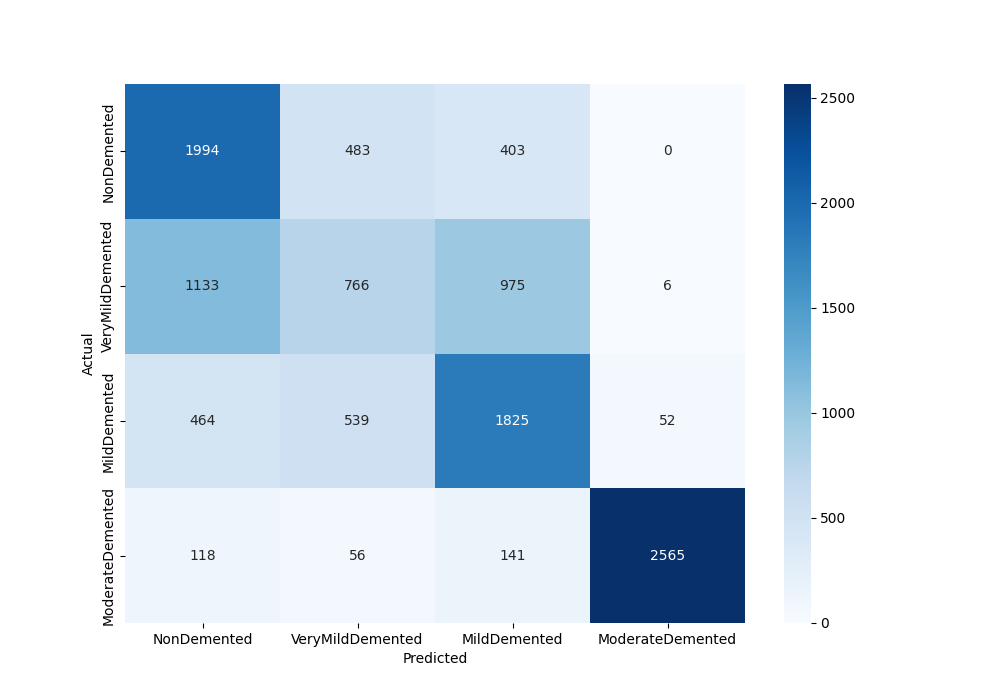 NonDemented
VeryMildDemented
MildDemented
ModerateDemented
Actual
1994 483 403 0
1133 766 975 6
464 539 1825 52
118 56 141 2565
NonDemented VeryMildDemented MildDemented ModerateDemented
Predicted
2500
2000
1500
1000
500
0